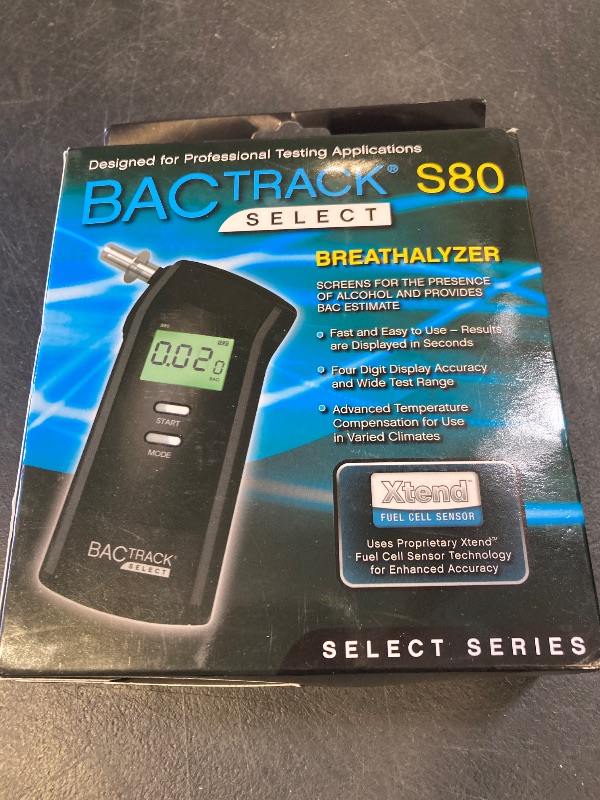 Designed for Professional Testing Applications
BACTRACK® S80
SELECT
BREATHALYZER
SCREENS FOR THE PRESENCE
OF ALCOHOL AND PROVIDES
BAC ESTIMATE
Fast and Easy to Use – Results
are Displayed in Seconds
Four Digit Display Accuracy
and Wide Test Range
Advanced Temperature
Compensation for Use
in Varied Climates
0.020
BAC
START
MODE
BACTRACK®
SELECT
Xtend™
FUEL CELL SENSOR
Uses Proprietary Xtend™
Fuel Cell Sensor Technology
for Enhanced Accuracy
SELECT SERIES